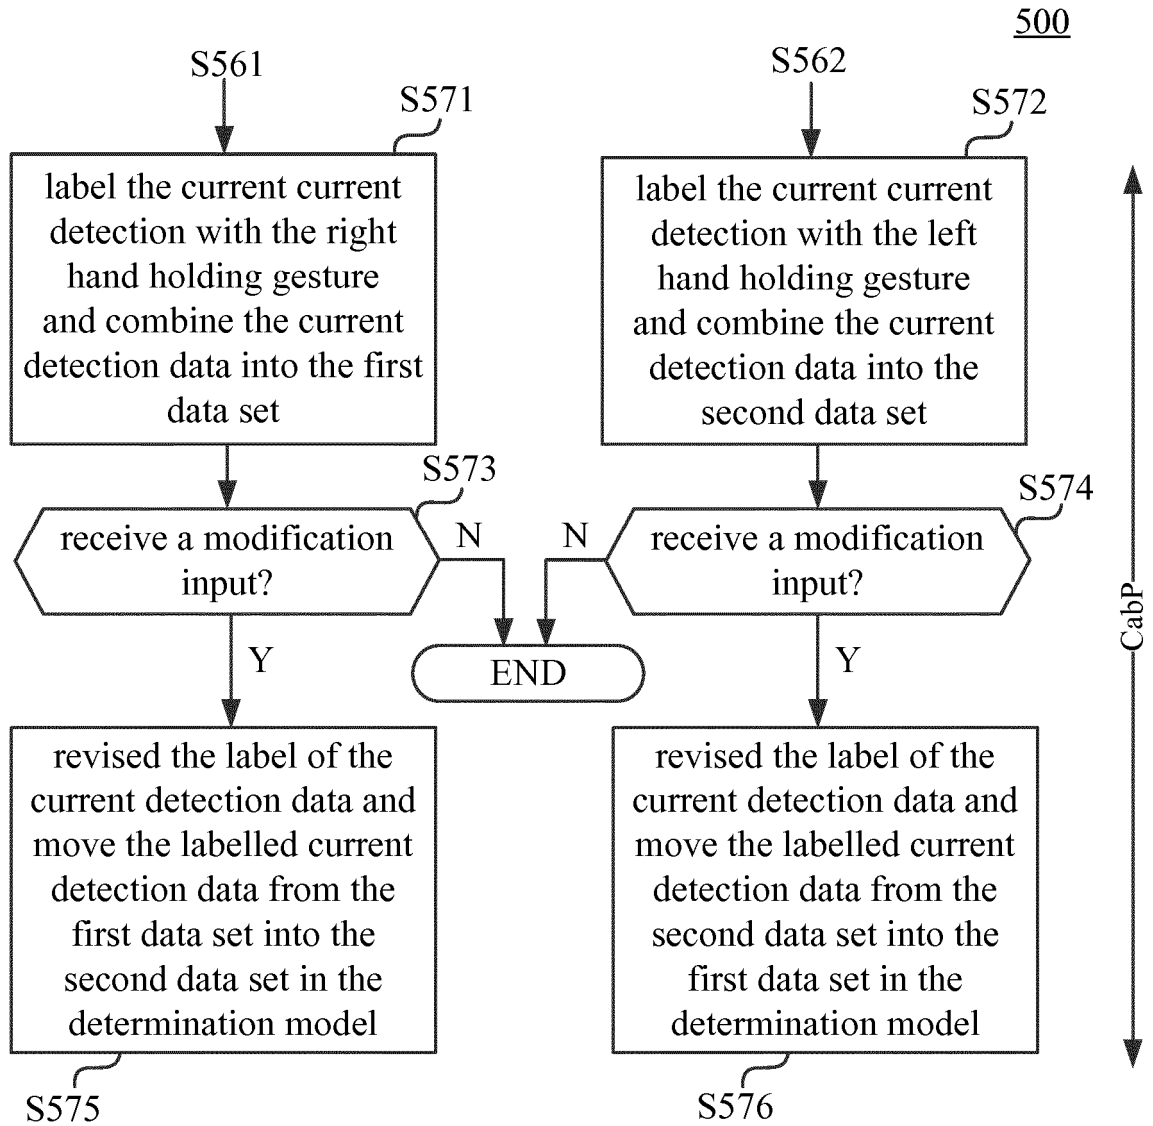 500
S561
S571
label the current current
detection with the right
hand holding gesture
and combine the current
detection data into the first
data set
S573
receive a modification
input?
N
Y
revised the label of the
current detection data and
move the labelled current
detection data from the
first data set into the
second data set in the
determination model
S575
END
S562
S572
label the current current
detection with the left
hand holding gesture
and combine the current
detection data into the
second data set
S574
receive a modification
input?
N
Y
revised the label of the
current detection data and
move the labelled current
detection data from the
second data set into the
first data set in the
determination model
S576
CabP